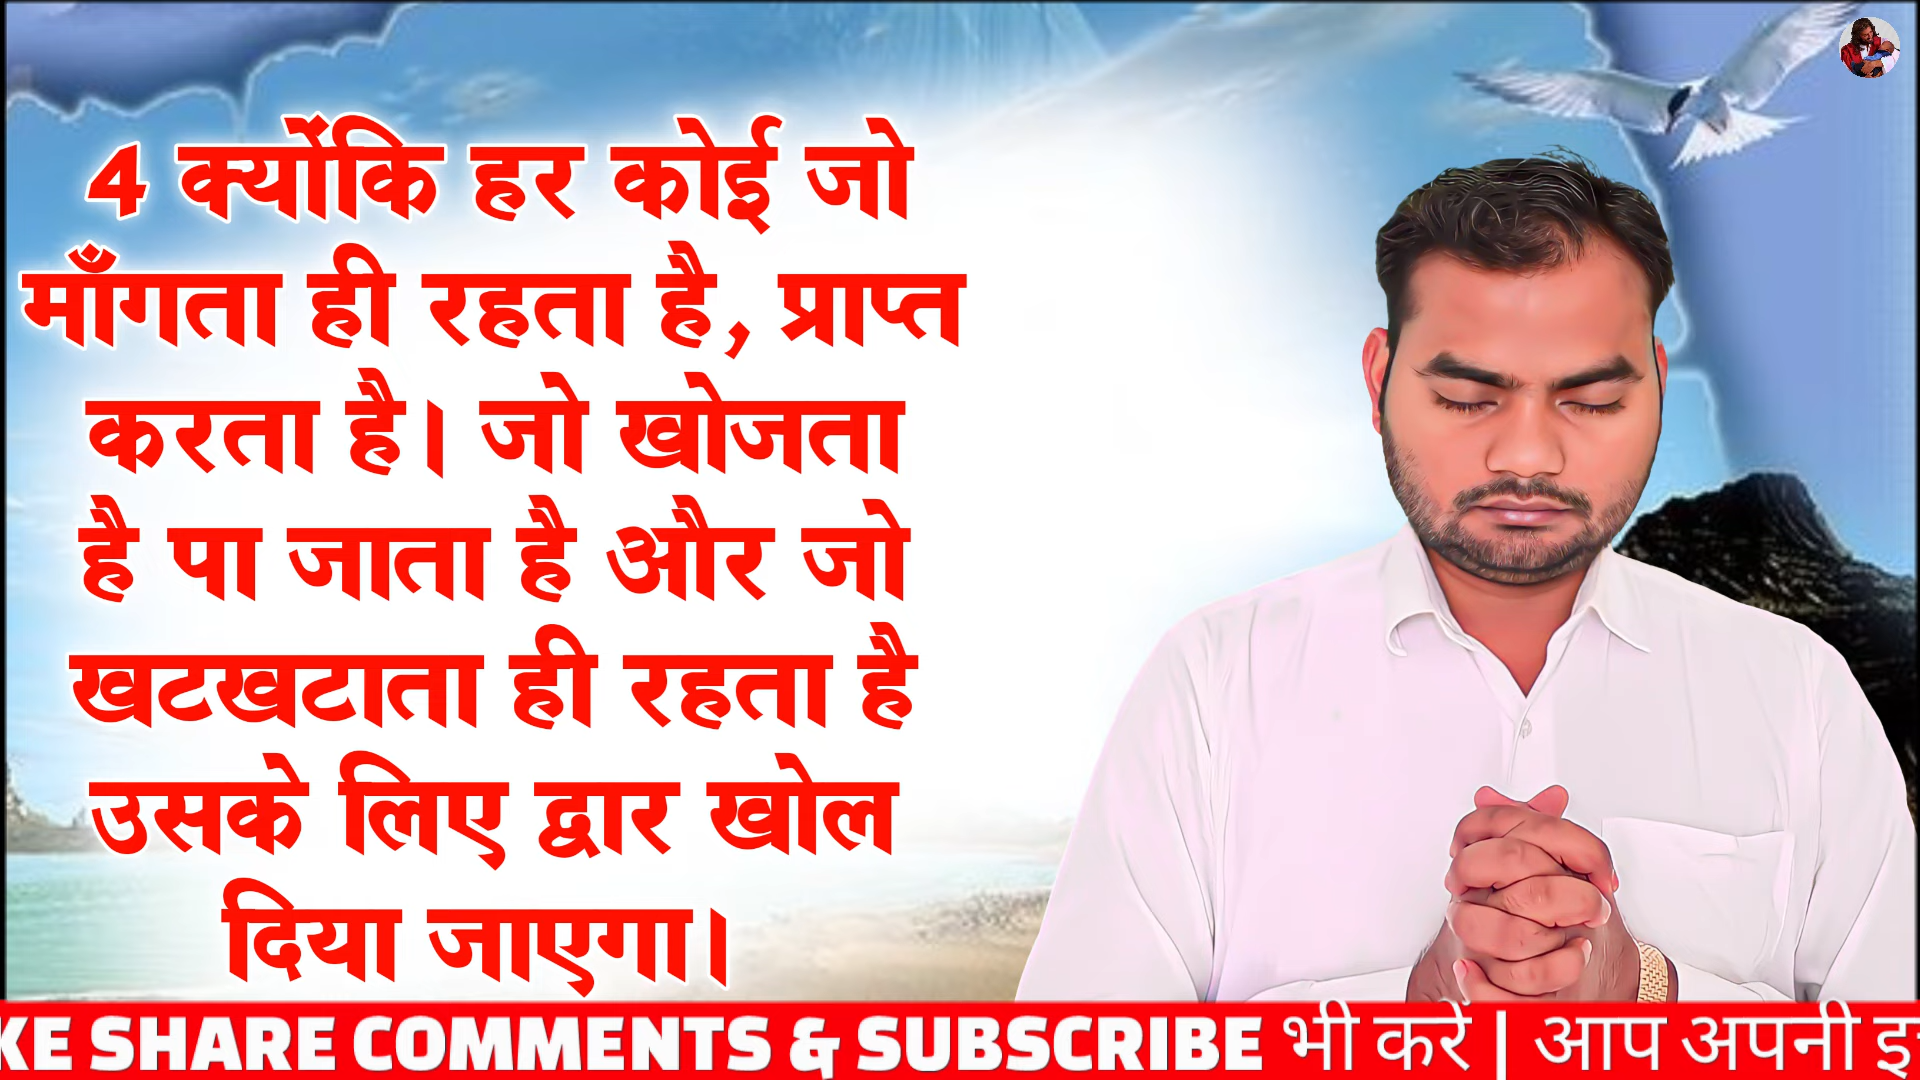 4 क्योंकि हर कोई जो
माँगता ही रहता है, प्राप्त
करता है। जो खोजता
है पा जाता है और जो
खटखटाता ही रहता है
उसके लिए द्वार खोल
दिया जाएगा।
KE SHARE COMMENTS & SUBSCRIBE भी करें | आप अपनी